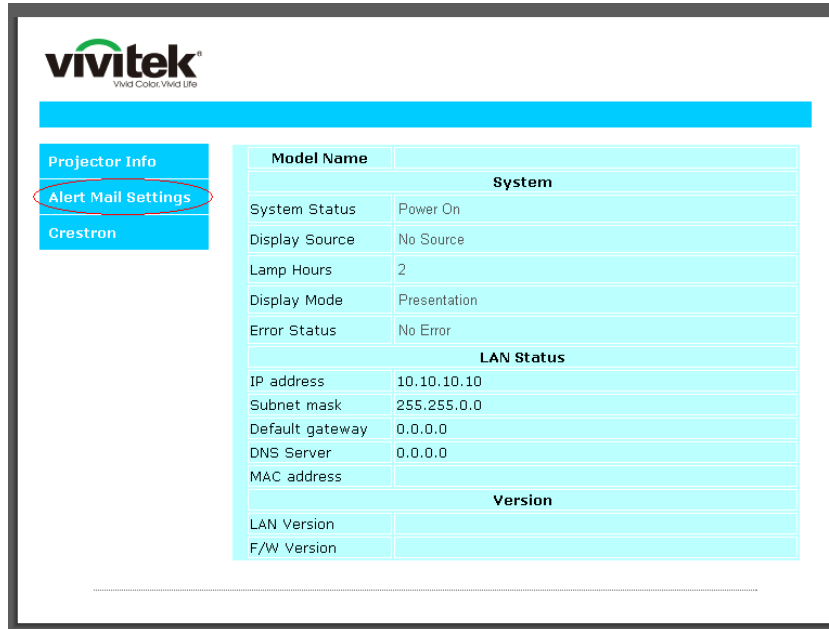 vivitek®
Vivid Color, Vivid Life
Projector Info
Alert Mail Settings
Crestron
Model Name
System
System Status Power On
Display Source No Source
Lamp Hours 2
Display Mode Presentation
Error Status No Error
LAN Status
IP address 10.10.10.10
Subnet mask 255.255.0.0
Default gateway 0.0.0.0
DNS Server 0.0.0.0
MAC address
Version
LAN Version
F/W Version